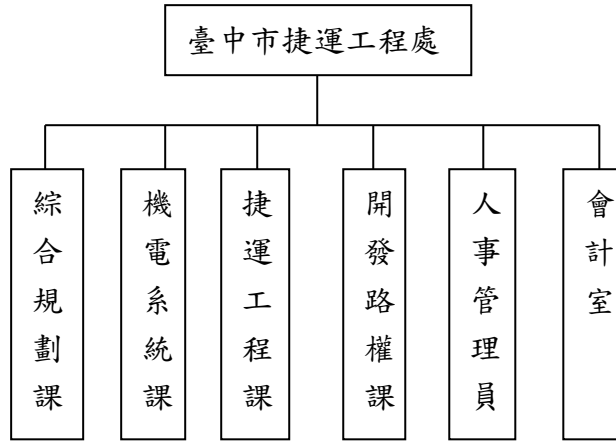 臺中市捷運工程處
綜合規劃課
機電系統課
捷運工程課
開發路權課
人事管理員
會計室